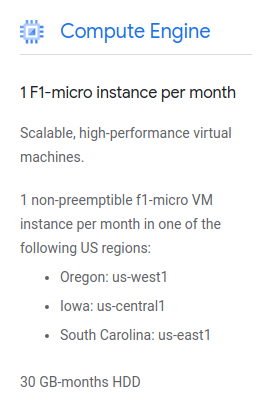 Compute Engine
1 F1-micro instance per month
Scalable, high-performance virtual
machines.
1 non-preemptible f1-micro VM
instance per month in one of the
following US regions:
• Oregon: us-west1
• Iowa: us-central1
• South Carolina: us-east1
30 GB-months HDD